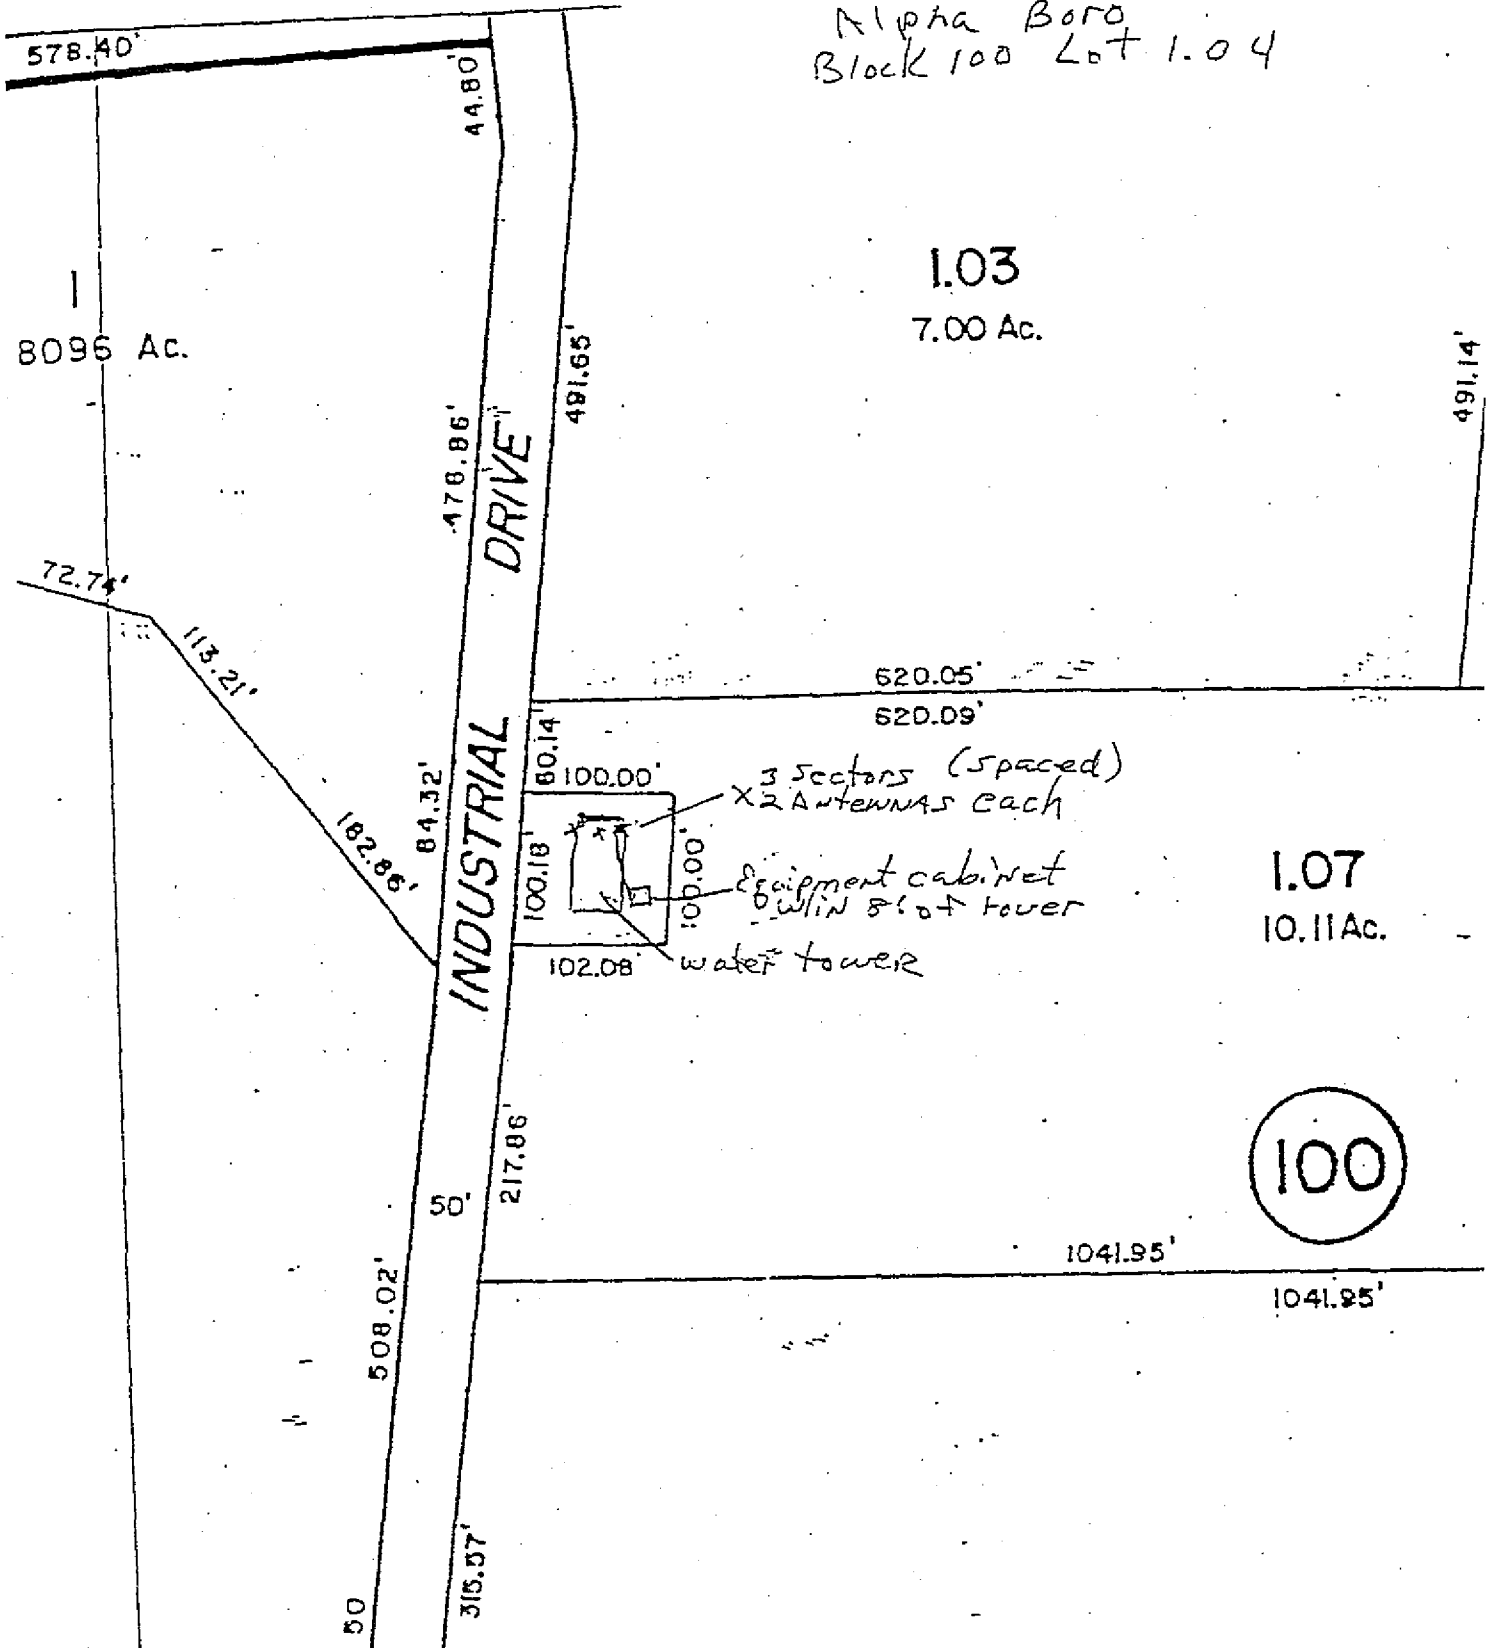 Alpha Boro
Block 100 Lot 1.04
578.40'
44.80'
1
8096 Ac.
1.03
7.00 Ac.
491.65'
491.14'
478.86'
INDUSTRIAL DRIVE
72.74'
113.21'
182.86'
84.32'
620.05'
620.09'
60.14'
100.00'
3 Sectors (spaced)
x2 Antennas each
100.18'
100.00'
Equipment cabinet
w/in 8' of tower
102.08'
water tower
1.07
10.11 Ac.
217.86'
50'
100
508.02'
1041.95'
1041.95'
315.57'
50